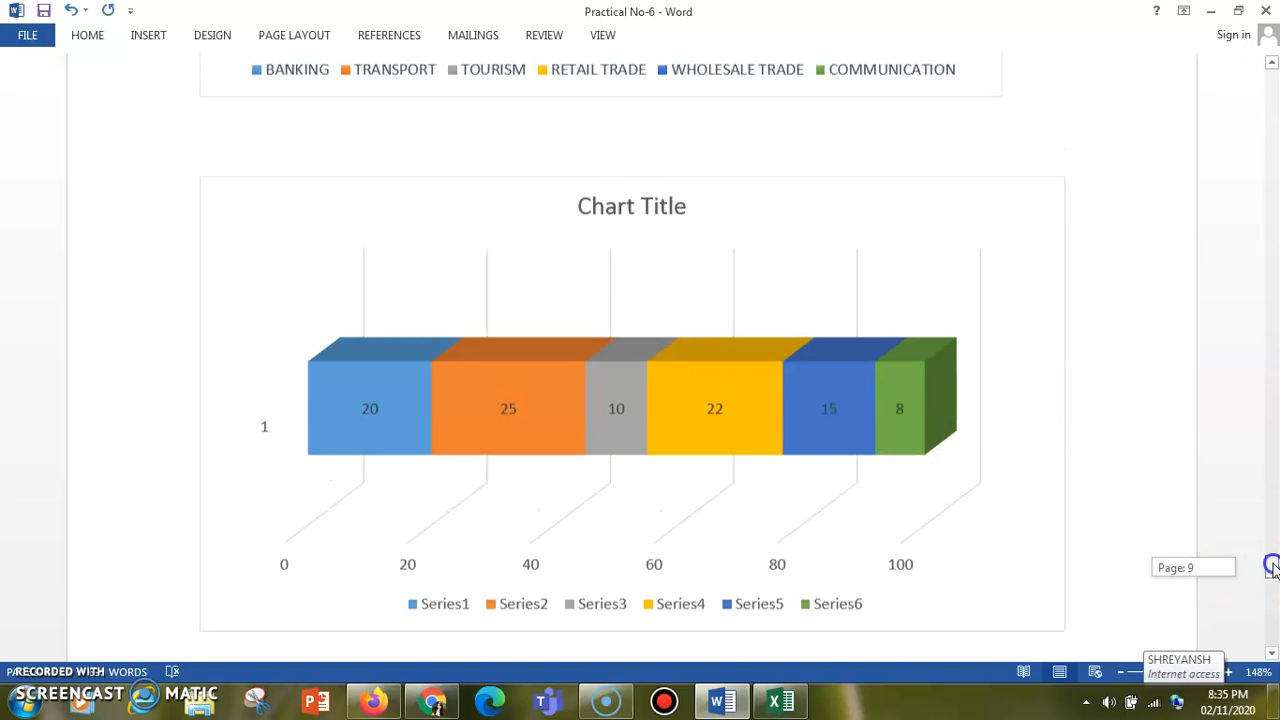 Practical No-6 - Word
FILE HOME INSERT DESIGN PAGE LAYOUT REFERENCES MAILINGS REVIEW VIEW Sign in
BANKING TRANSPORT TOURISM RETAIL TRADE WHOLESALE TRADE COMMUNICATION
Chart Title
20 25 10 22 15 8
1
0 20 40 60 80 100
Page: 9
Series1 Series2 Series3 Series4 Series5 Series6
SHREYANSH
Internet access
RECORDED WITH
WORDS
148%
SCREENCAST MATIC
8:35 PM
02/11/2020